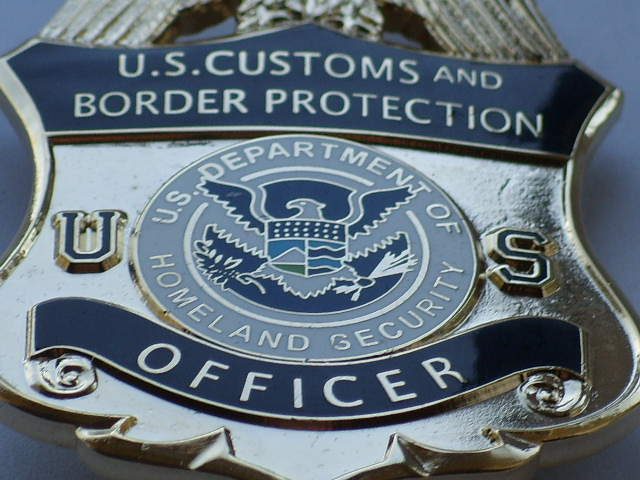 U.S. CUSTOMS AND
BORDER PROTECTION
U.S. DEPARTMENT OF
HOMELAND SECURITY
U S
OFFICER